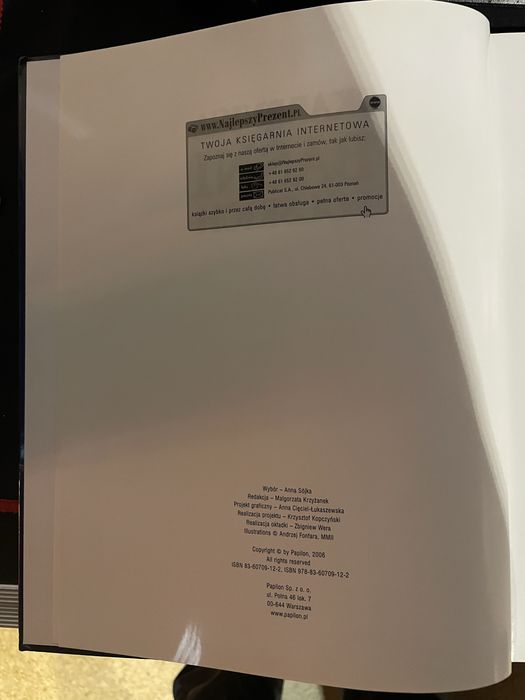 www.NajlepszyPrezent.Pl
TWOJA KSIĘGARNIA INTERNETOWA
Zapoznaj się z naszą ofertą w Internecie i zamów, tak jak lubisz:
sklep@NajlepszyPrezent.pl
+48 61 652 92 60
+48 61 652 92 00
Publicat S.A., ul. Chlebowa 24, 61-003 Poznań
książki szybko i przez całą dobę • łatwa obsługa • pełna oferta • promocje
Wybór – Anna Sójka
Redakcja – Małgorzata Krzyżanek
Projekt graficzny – Anna Cięciel-Łukaszewska
Realizacja projektu – Krzysztof Kopczyński
Realizacja okładki – Zbigniew Wera
Illustrations © Andrzej Fonfara, MMII
Copyright © by Papilon, 2006
All rights reserved
ISBN 83-60709-12-2, ISBN 978-83-60709-12-2
Papilon Sp. z o. o.
ul. Polna 46 lok. 7
00-644 Warszawa
www.papilon.pl